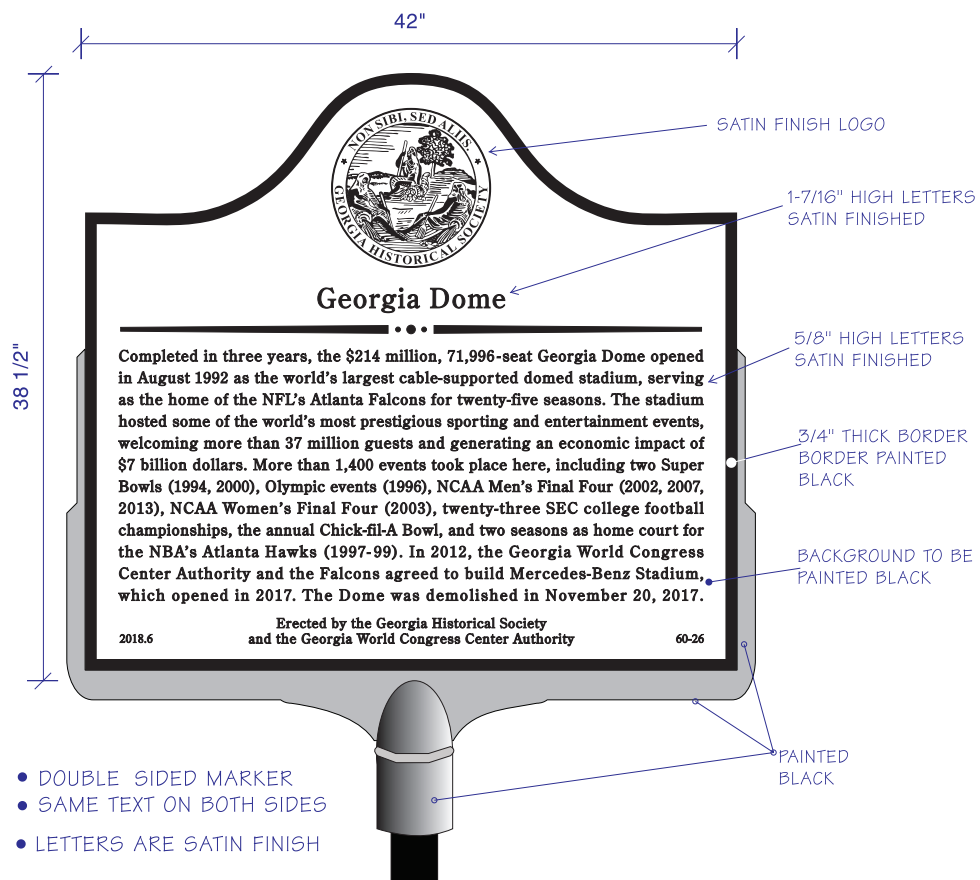 42"
38 1/2"
NON SIBI, SED ALIIS.
GEORGIA HISTORICAL SOCIETY
SATIN FINISH LOGO
1-7/16" HIGH LETTERS
SATIN FINISHED
Georgia Dome
Completed in three years, the $214 million, 71,996-seat Georgia Dome opened
in August 1992 as the world's largest cable-supported domed stadium, serving
as the home of the NFL's Atlanta Falcons for twenty-five seasons. The stadium
hosted some of the world's most prestigious sporting and entertainment events,
welcoming more than 37 million guests and generating an economic impact of
$7 billion dollars. More than 1,400 events took place here, including two Super
Bowls (1994, 2000), Olympic events (1996), NCAA Men's Final Four (2002, 2007,
2013), NCAA Women's Final Four (2003), twenty-three SEC college football
championships, the annual Chick-fil-A Bowl, and two seasons as home court for
the NBA's Atlanta Hawks (1997-99). In 2012, the Georgia World Congress
Center Authority and the Falcons agreed to build Mercedes-Benz Stadium,
which opened in 2017. The Dome was demolished in November 20, 2017.
Erected by the Georgia Historical Society
and the Georgia World Congress Center Authority
2018.6
60-26
5/8" HIGH LETTERS
SATIN FINISHED
3/4" THICK BORDER
BORDER PAINTED
BLACK
BACKGROUND TO BE
PAINTED BLACK
PAINTED
BLACK
• DOUBLE SIDED MARKER
• SAME TEXT ON BOTH SIDES
• LETTERS ARE SATIN FINISH